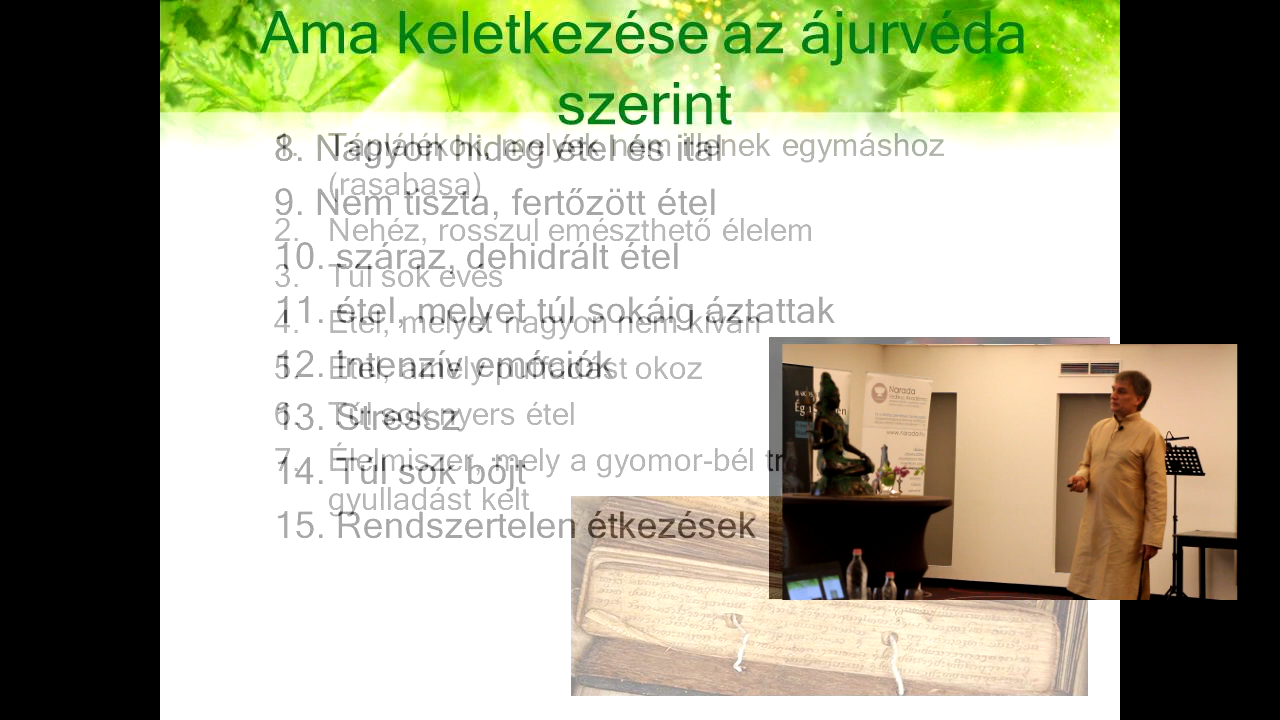 Ama keletkezése az ájurvéda
szerint
1. Táplálékok, melyek nem illenek egymáshoz
(rasabasa)
2. Nehéz, rosszul emészthető élelem
3. Túl sok evés
4. Étel, melyet nagyon nem kíván
5. Étel, amely puffadást okoz
6. Túl sok nyers étel
7. Élelmiszer, mely a gyomor-bél
gyulladást kelt
8. Nagyon hideg étel és ital
9. Nem tiszta, fertőzött étel
10. száraz, dehidrált étel
11. étel, melyet túl sokáig áztattak
12. Intenzív emóciók
13. Stressz
14. Túl sok böjt
15. Rendszertelen étkezések
Narada
www.narada.hu